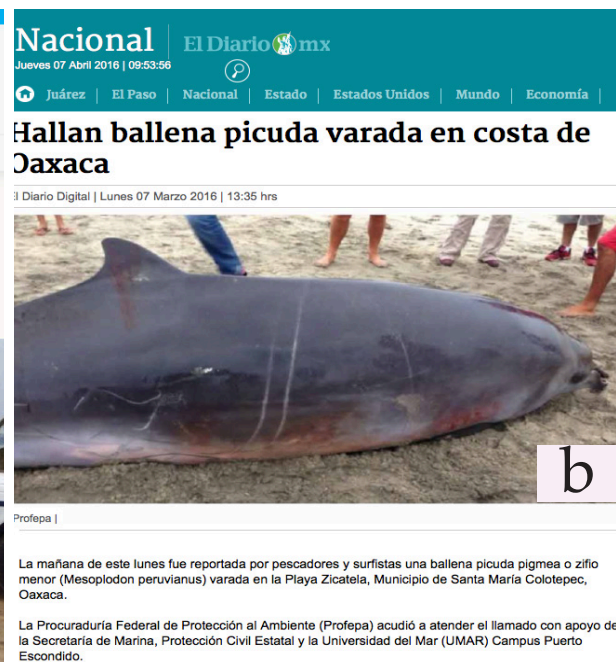 Nacional
El Diario mx
Jueves 07 Abril 2016 | 09:53:56
Juárez | El Paso | Nacional | Estado | Estados Unidos | Mundo | Economía |
Hallan ballena picuda varada en costa de
Oaxaca
El Diario Digital | Lunes 07 Marzo 2016 | 13:35 hrs
b
Profepa |
La mañana de este lunes fue reportada por pescadores y surfistas una ballena picuda pigmea o zifio
menor (Mesoplodon peruvianus) varada en la Playa Zicatela, Municipio de Santa María Colotepec,
Oaxaca.
La Procuraduría Federal de Protección al Ambiente (Profepa) acudió a atender el llamado con apoyo de
la Secretaría de Marina, Protección Civil Estatal y la Universidad del Mar (UMAR) Campus Puerto
Escondido.